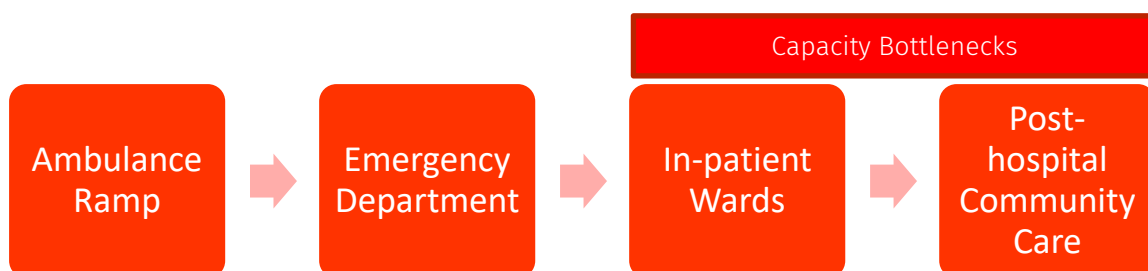 Capacity Bottlenecks
Ambulance
Ramp
Emergency
Department
In-patient
Wards
Post-
hospital
Community
Care